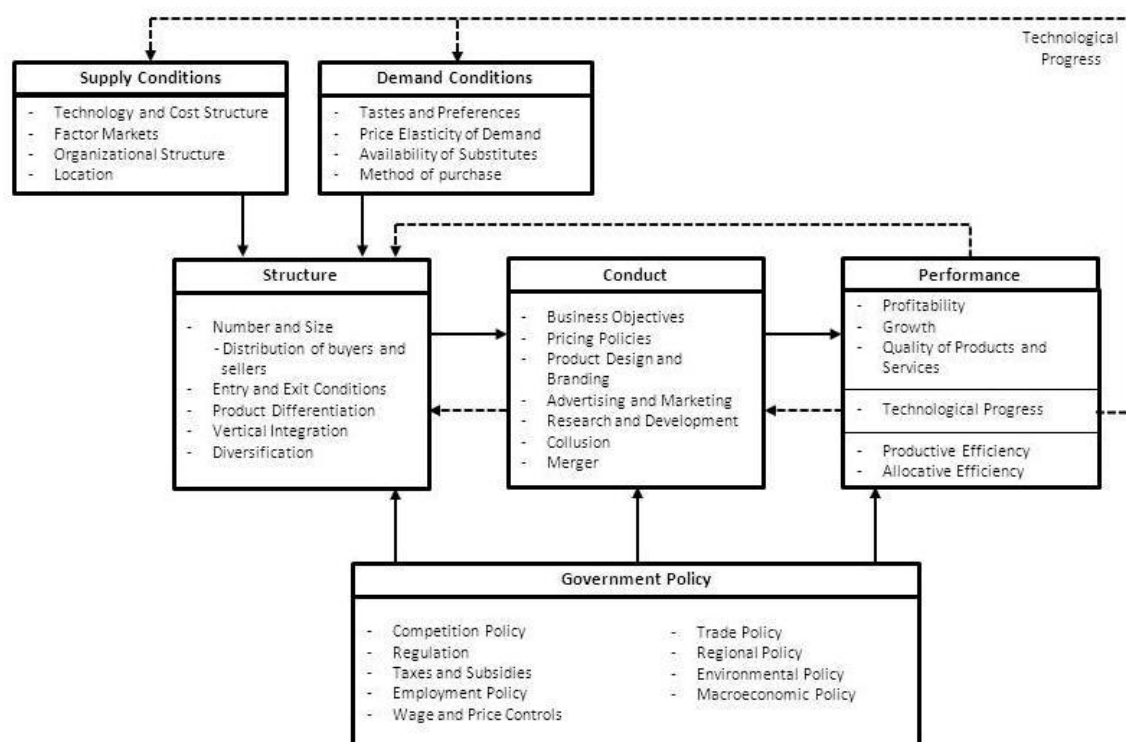 Technological
Progress
Supply Conditions
- Technology and Cost Structure
- Factor Markets
- Organizational Structure
- Location
Demand Conditions
- Tastes and Preferences
- Price Elasticity of Demand
- Availability of Substitutes
- Method of purchase
Structure
- Number and Size
- Distribution of buyers and
sellers
- Entry and Exit Conditions
- Product Differentiation
- Vertical Integration
- Diversification
Conduct
- Business Objectives
- Pricing Policies
- Product Design and
Branding
- Advertising and Marketing
- Research and Development
- Collusion
- Merger
Performance
- Profitability
- Growth
- Quality of Products and
Services
- Technological Progress
- Productive Efficiency
- Allocative Efficiency
Government Policy
- Competition Policy
- Regulation
- Taxes and Subsidies
- Employment Policy
- Wage and Price Controls
- Trade Policy
- Regional Policy
- Environmental Policy
- Macroeconomic Policy